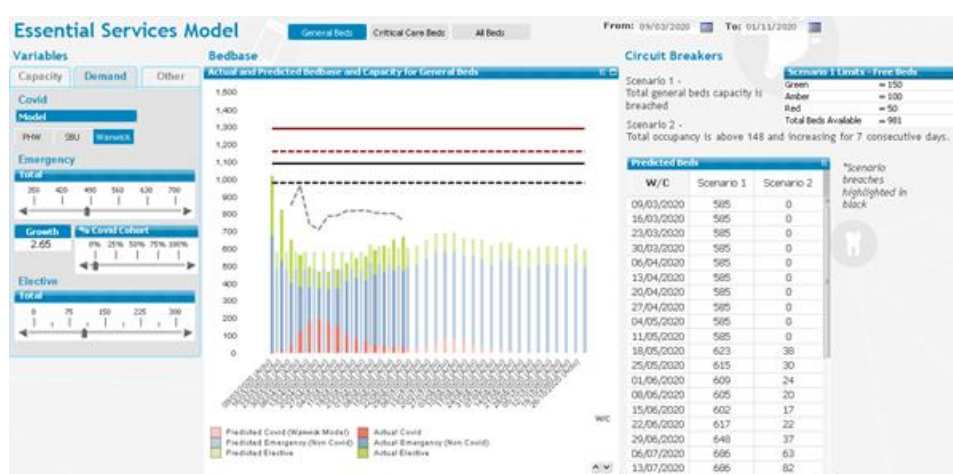 Essential Services Model
General Beds
Critical Care Beds
All Beds
From: 09/03/2020
To: 01/11/2020
Variables
Capacity
Demand
Other
Covid
Model
PHW
SBU
Warwick
Emergency
Total
350 420 490 560 630 700
Growth
2.65
% Covid Cohort
0% 25% 50% 75% 100%
Elective
Total
0 75 150 225 300
Bedbase
Actual and Predicted Bedbase and Capacity for General Beds
1,500
1,400
1,300
1,200
1,100
1,000
900
800
700
600
500
400
300
200
100
0
W/C
Predicted Covid (Warwick Model)
Actual Covid
Predicted Emergency (Non Covid)
Actual Emergency (Non Covid)
Predicted Elective
Actual Elective
Circuit Breakers
Scenario 1 -
Total general beds capacity is
breached
Scenario 1 Limits - Free Beds
Green = 150
Amber = 100
Red = 50
Total Beds Available = 981
Scenario 2 -
Total occupancy is above 148 and increasing for 7 consecutive days.
Predicted Beds
W/C Scenario 1 Scenario 2
09/03/2020 585 0
16/03/2020 585 0
23/03/2020 585 0
30/03/2020 585 0
06/04/2020 585 0
13/04/2020 585 0
20/04/2020 585 0
27/04/2020 585 0
04/05/2020 585 0
11/05/2020 585 0
18/05/2020 623 38
25/05/2020 615 30
01/06/2020 609 24
08/06/2020 605 20
15/06/2020 602 17
22/06/2020 617 22
29/06/2020 648 37
06/07/2020 686 63
13/07/2020 686 82
*Scenario
breaches
highlighted in
black